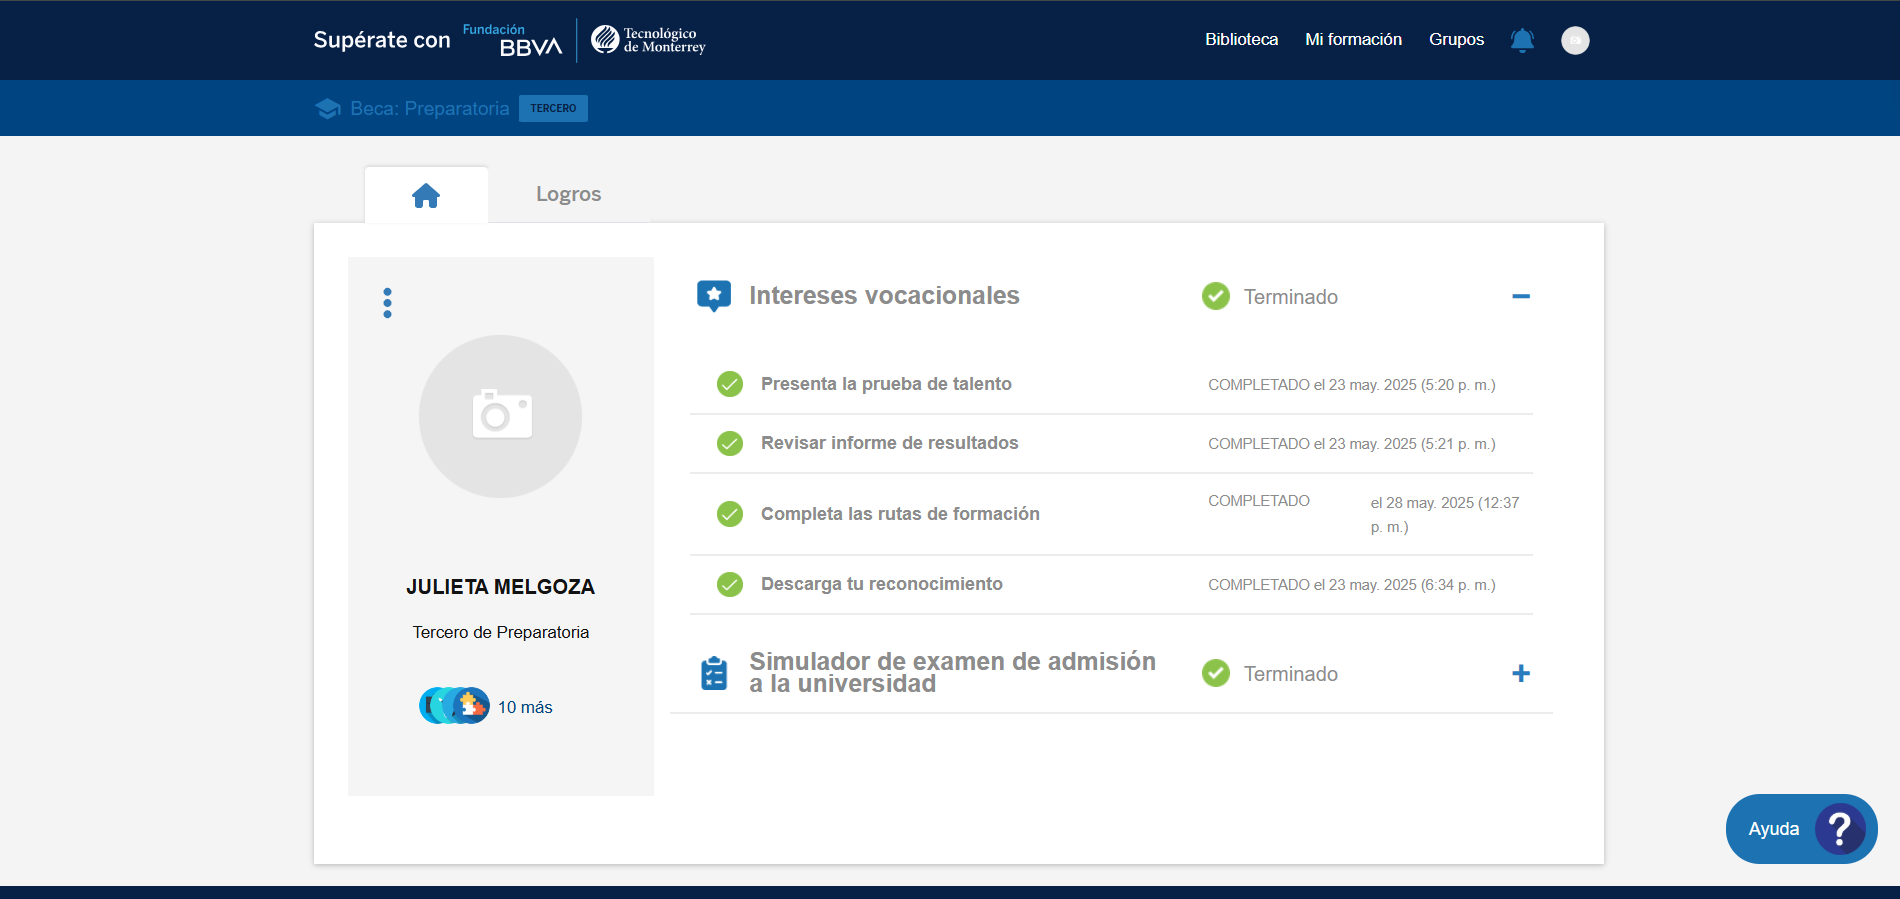 Supérate con Fundación BBVA Tecnológico de Monterrey
Biblioteca Mi formación Grupos
Beca: Preparatoria TERCERO
Logros
JULIETA MELGOZA
Tercero de Preparatoria
10 más
Intereses vocacionales Terminado
Presenta la prueba de talento COMPLETADO el 23 may. 2025 (5:20 p. m.)
Revisar informe de resultados COMPLETADO el 23 may. 2025 (5:21 p. m.)
Completa las rutas de formación COMPLETADO el 28 may. 2025 (12:37
p. m.)
Descarga tu reconocimiento COMPLETADO el 23 may. 2025 (6:34 p. m.)
Simulador de examen de admisión
a la universidad Terminado
Ayuda ?